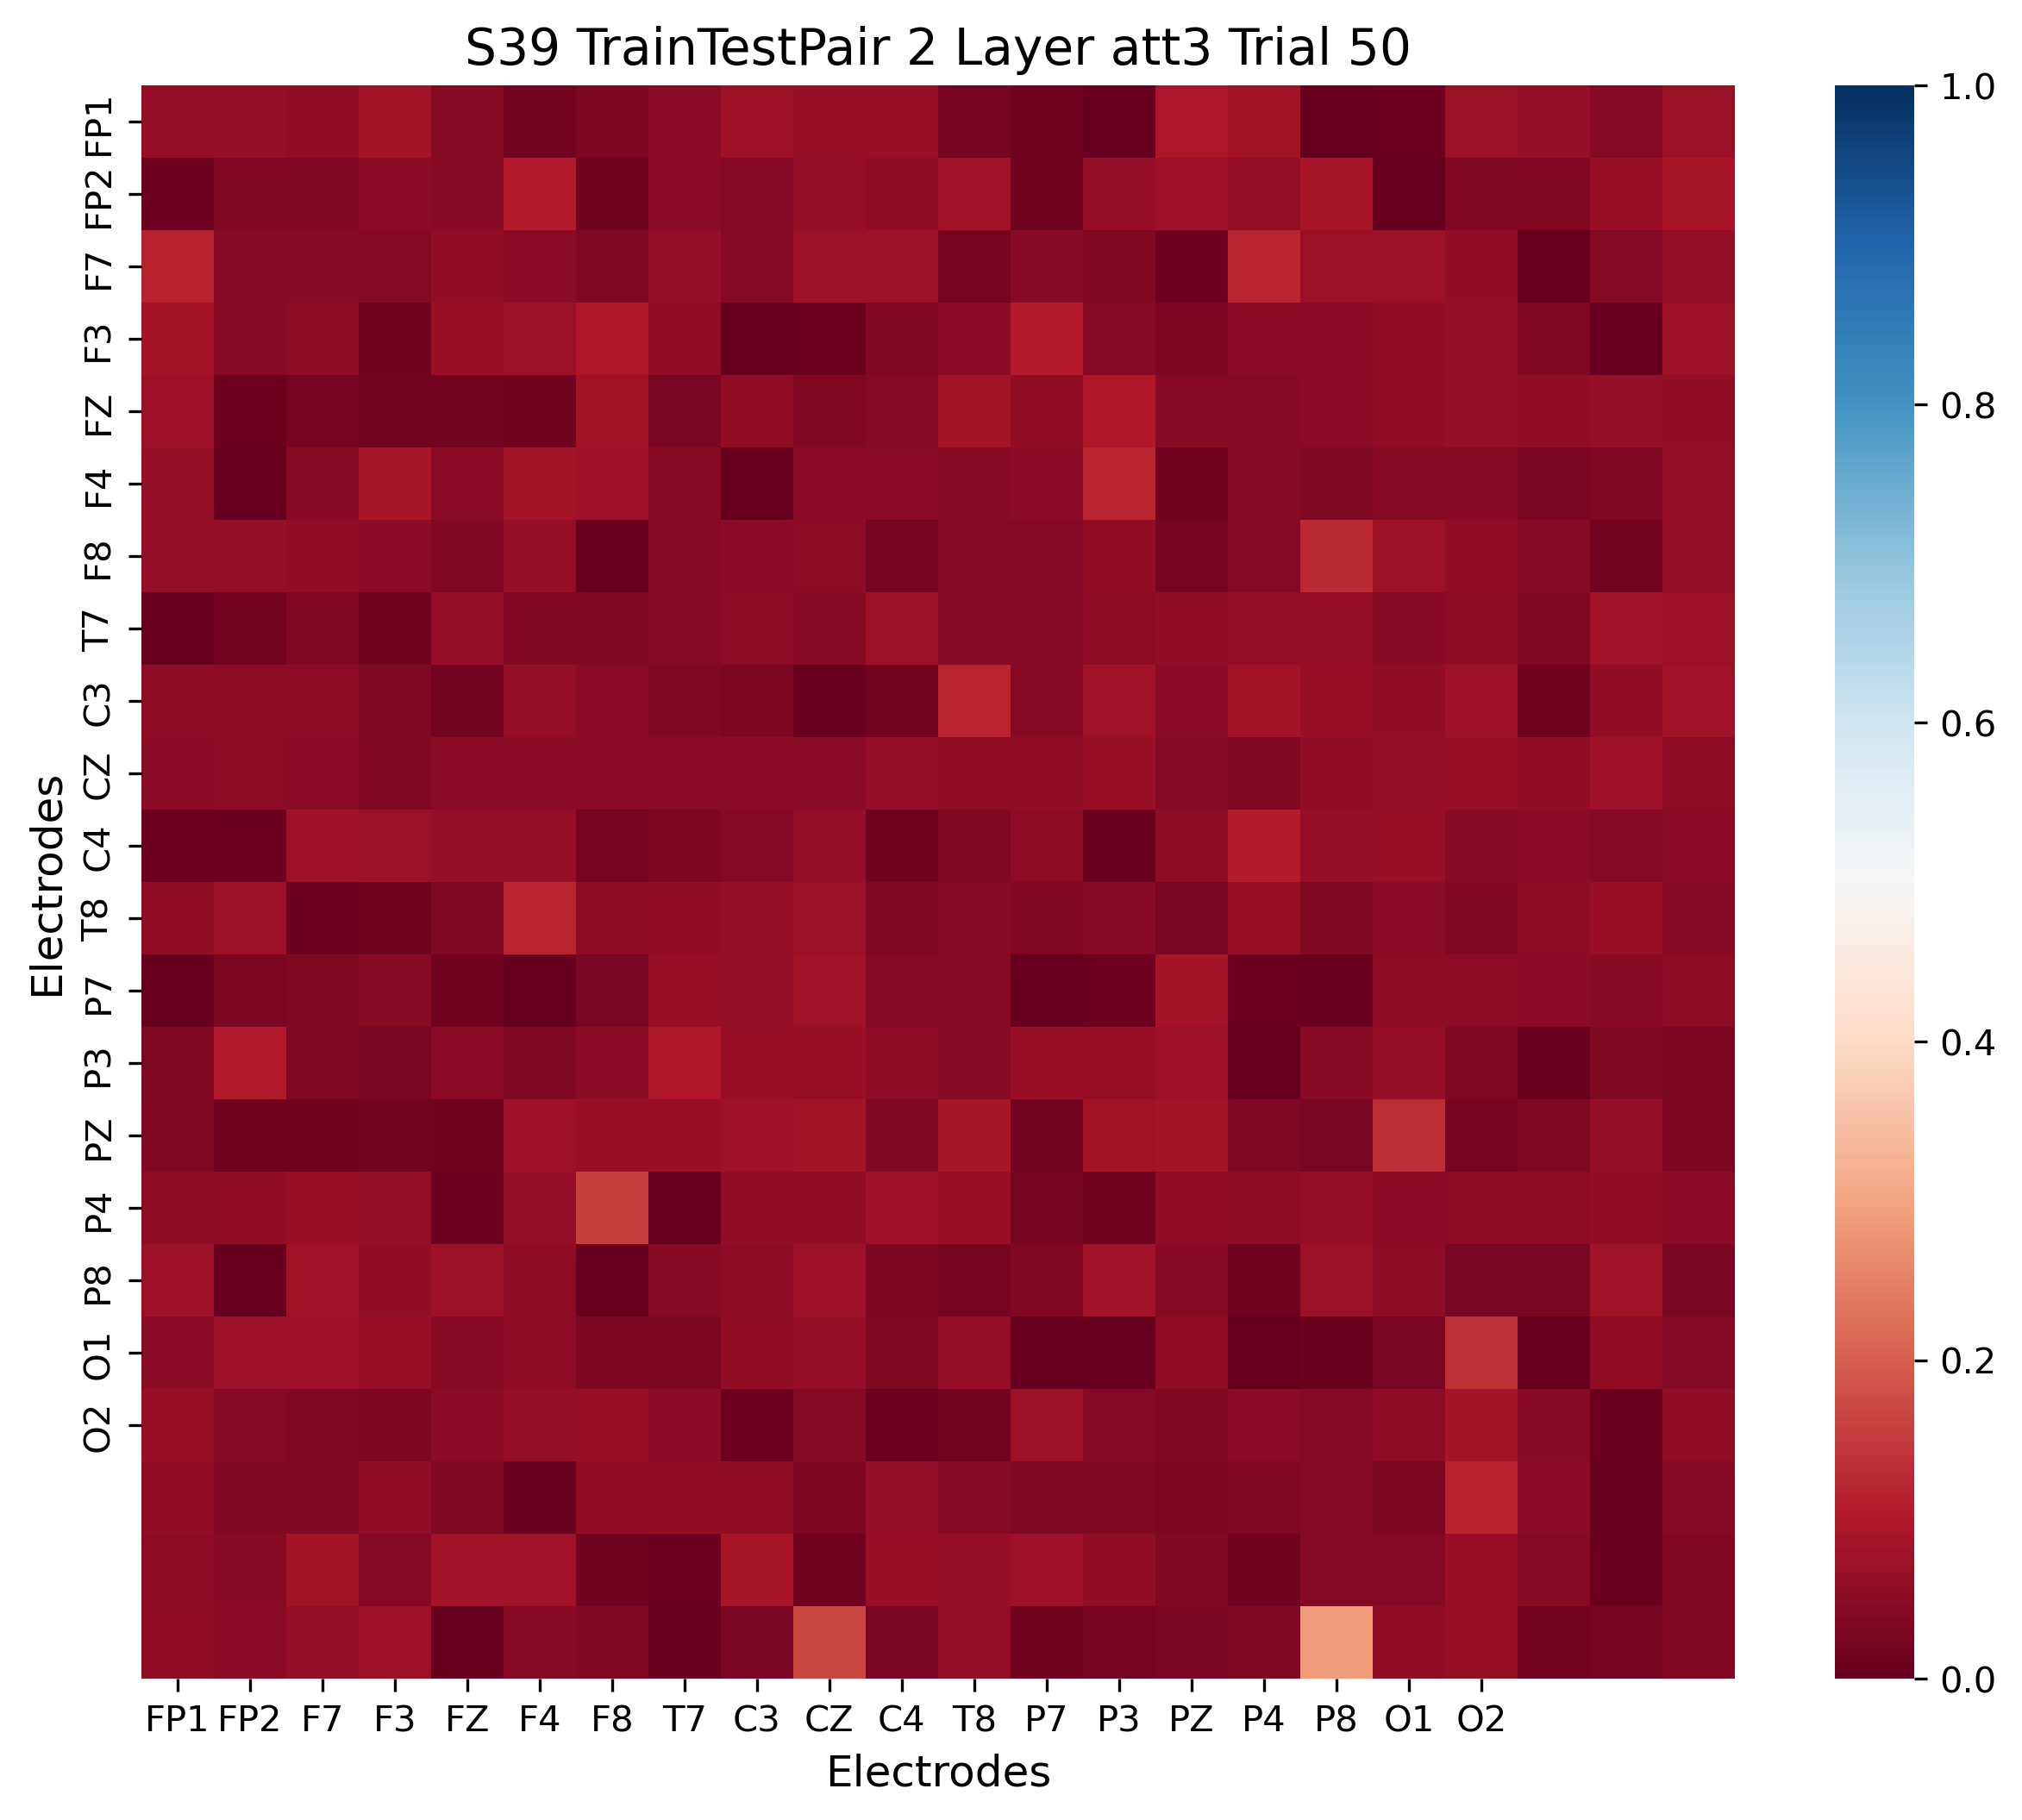 S39 TrainTestPair 2 Layer att3 Trial 50
Electrodes
FP1
FP2
F7
F3
FZ
F4
F8
T7
C3
CZ
C4
T8
P7
P3
PZ
P4
P8
O1
O2
FP1 FP2 F7 F3 FZ F4 F8 T7 C3 CZ C4 T8 P7 P3 PZ P4 P8 O1 O2
Electrodes
1.0
0.8
0.6
0.4
0.2
0.0